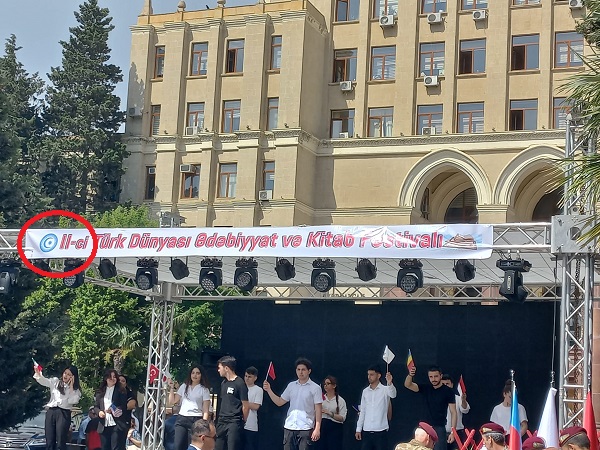 II-ci Türk Dünyası Ədəbiyyat və Kitab Festivalı